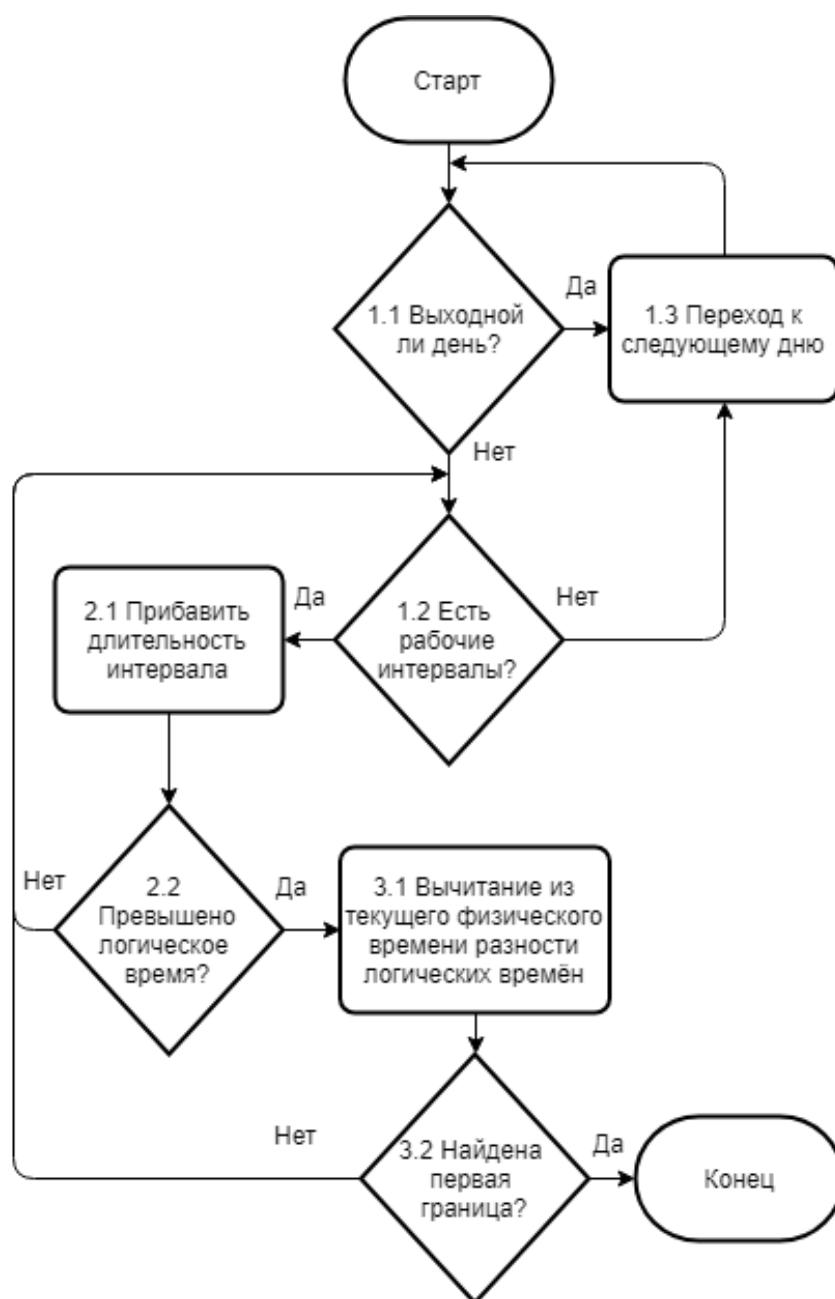 Старт
Да
1.1 Выходной
ли день?
1.3 Переход к
следующему дню
Нет
2.1 Прибавить
длительность
интервала
Да
1.2 Есть
рабочие
интервалы?
Нет
Нет
2.2
Превышено
логическое
время?
Да
3.1 Вычитание из
текущего физического
времени разности
логических времён
Нет
3.2 Найдена
первая
граница?
Да
Конец